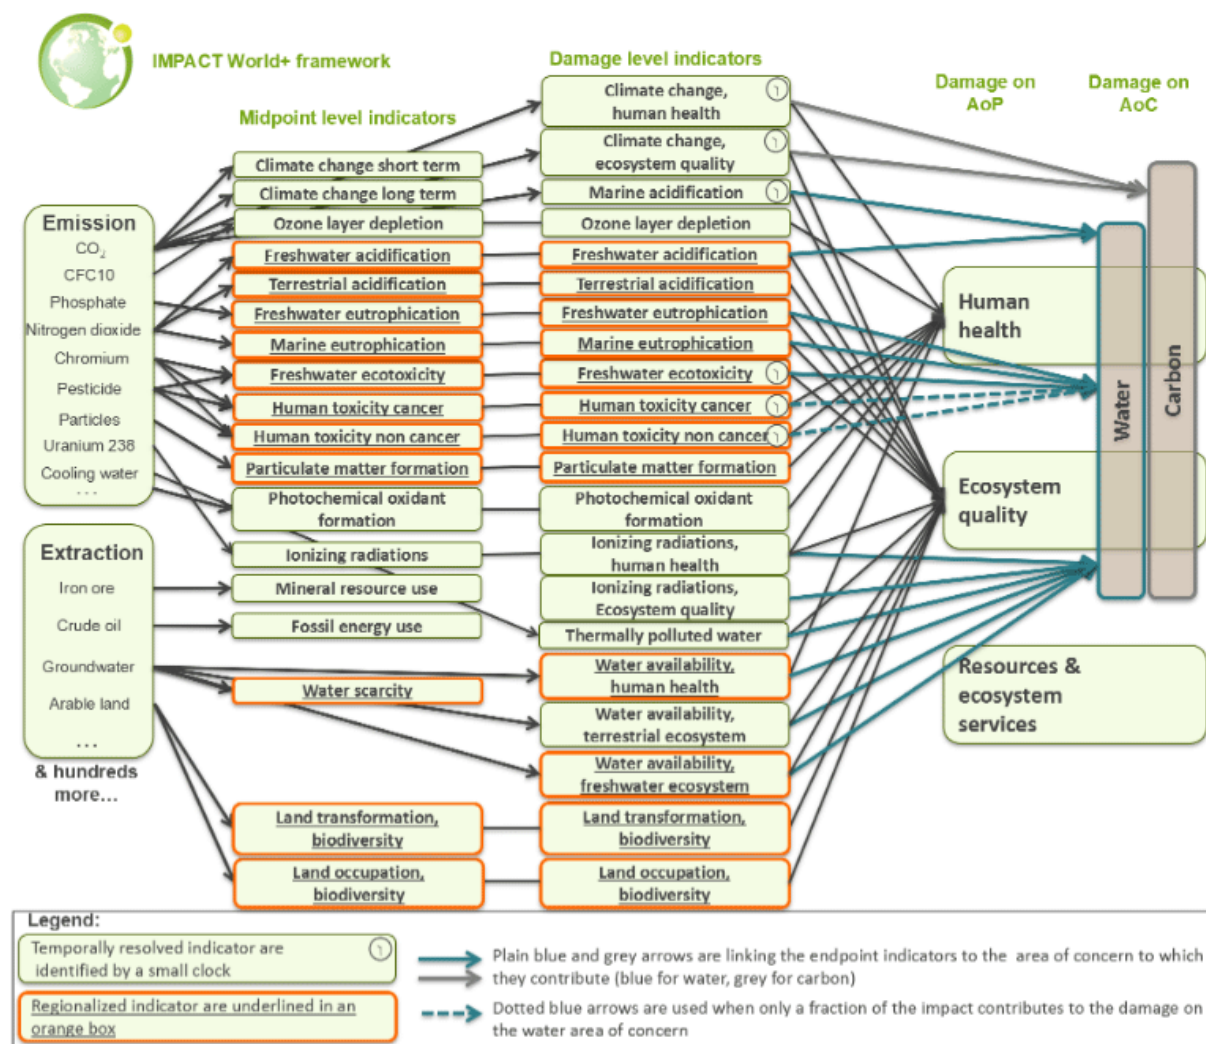 IMPACT World+ framework
Midpoint level indicators
Damage level indicators
Damage on
AoP
Damage on
AoC
Emission
CO₂
CFC10
Phosphate
Nitrogen dioxide
Chromium
Pesticide
Particles
Uranium 238
Cooling water
...
Extraction
Iron ore
Crude oil
Groundwater
Arable land
...
& hundreds
more...
Climate change short term
Climate change long term
Ozone layer depletion
Freshwater acidification
Terrestrial acidification
Freshwater eutrophication
Marine eutrophication
Freshwater ecotoxicity
Human toxicity cancer
Human toxicity non cancer
Particulate matter formation
Photochemical oxidant
formation
Ionizing radiations
Mineral resource use
Fossil energy use
Water scarcity
Land transformation,
biodiversity
Land occupation,
biodiversity
Climate change,
human health
Climate change,
ecosystem quality
Marine acidification
Ozone layer depletion
Freshwater acidification
Terrestrial acidification
Freshwater eutrophication
Marine eutrophication
Freshwater ecotoxicity
Human toxicity cancer
Human toxicity non cancer
Particulate matter formation
Photochemical oxidant
formation
Ionizing radiations,
human health
Ionizing radiations,
Ecosystem quality
Thermally polluted water
Water availability,
human health
Water availability,
terrestrial ecosystem
Water availability,
freshwater ecosystem
Land transformation,
biodiversity
Land occupation,
biodiversity
Human
health
Ecosystem
quality
Resources &
ecosystem
services
Water
Carbon
Legend:
Temporally resolved indicator are
identified by a small clock
Regionalized indicator are underlined in an
orange box
Plain blue and grey arrows are linking the endpoint indicators to the area of concern to which
they contribute (blue for water, grey for carbon)
Dotted blue arrows are used when only a fraction of the impact contributes to the damage on
the water area of concern